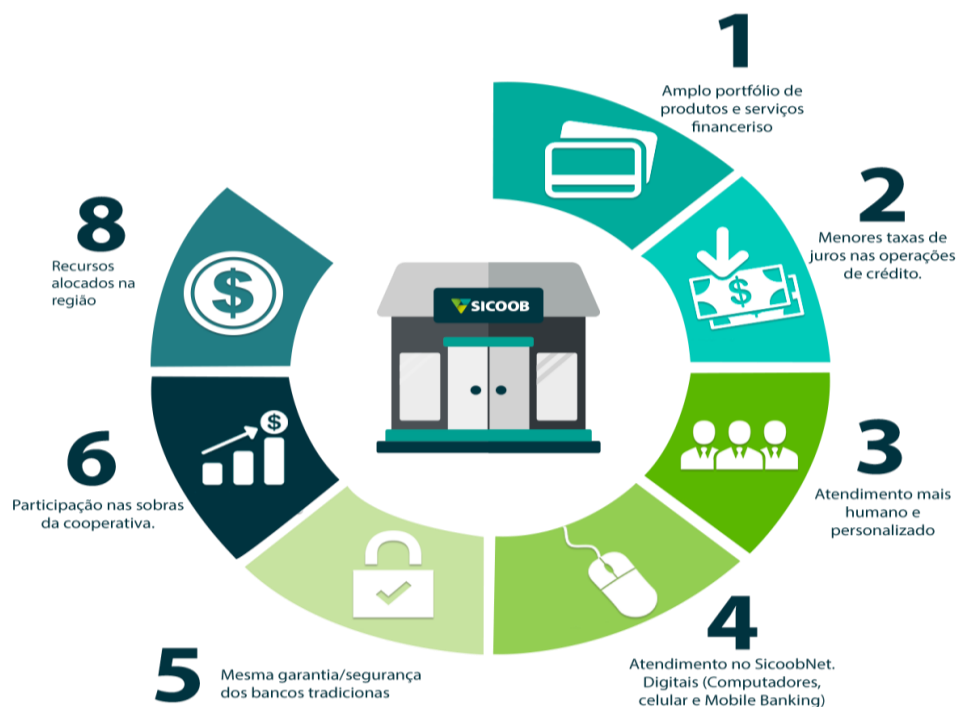 1
Amplo portfólio de
produtos e serviços
financeriso
2
Menores taxas de
juros nas operações
de crédito.
3
Atendimento mais
humano e
personalizado
4
Atendimento no SicoobNet.
Digitais (Computadores,
celular e Mobile Banking)
5
Mesma garantia/segurança
dos bancos tradicionas
6
Participação nas sobras
da cooperativa.
8
Recursos
alocados na
região
SICOOB
$
$
$